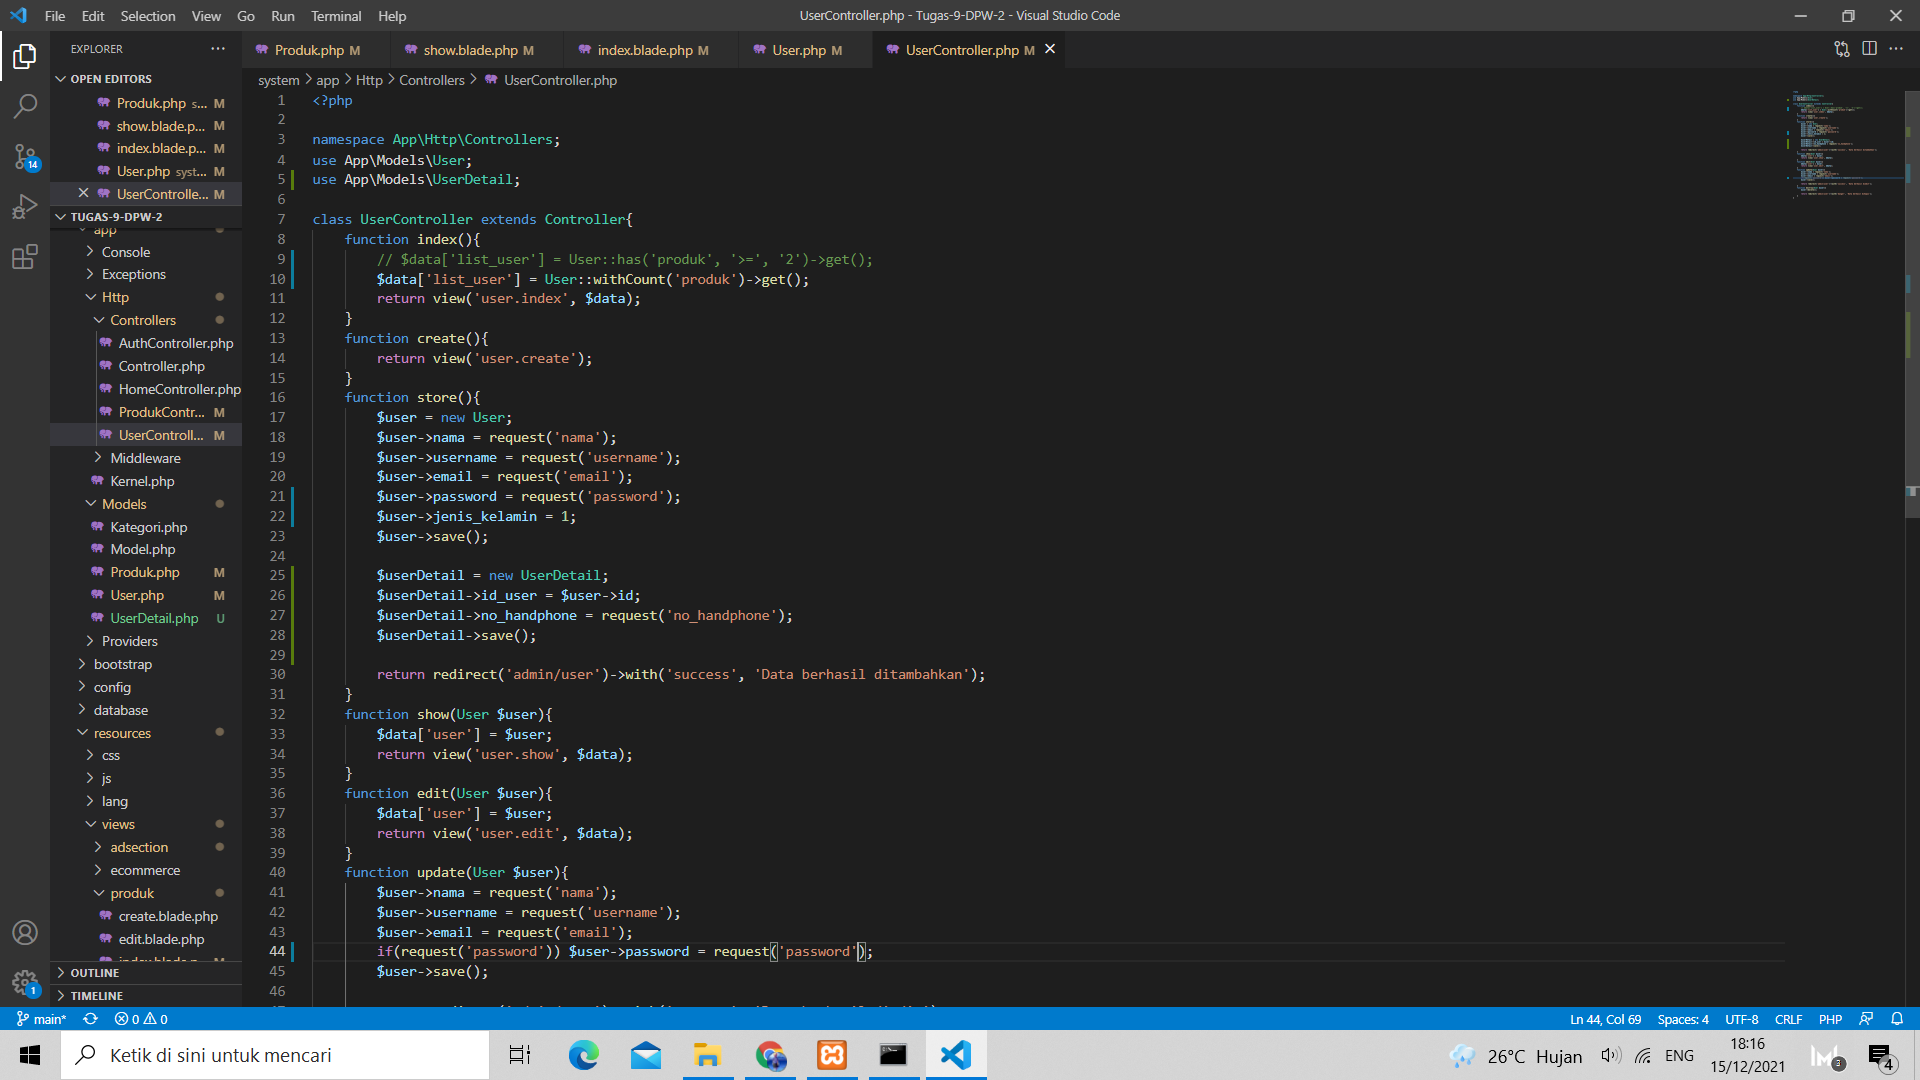 File Edit Selection View Go Run Terminal Help
UserController.php - Tugas-9-DPW-2 - Visual Studio Code
EXPLORER
Produk.php M
show.blade.php M
index.blade.php M
User.php M
UserController.php M
system > app > Http > Controllers > UserController.php
OPEN EDITORS
Produk.php s... M
show.blade.p... M
index.blade.p... M
User.php syst... M
UserControlle... M
TUGAS-9-DPW-2
app
Console
Exceptions
Http
Controllers
AuthController.php
Controller.php
HomeController.php
ProdukContr... M
UserControll... M
Middleware
Kernel.php
Models
Kategori.php
Model.php
Produk.php M
User.php M
UserDetail.php U
Providers
bootstrap
config
database
resources
css
js
lang
views
adsection
ecommerce
produk
create.blade.php
edit.blade.php
OUTLINE
TIMELINE
14
1
1 <?php
2
3 namespace App\Http\Controllers;
4 use App\Models\User;
5 use App\Models\UserDetail;
6
7 class UserController extends Controller{
8 function index(){
9 // $data['list_user'] = User::has('produk', '>=', '2')->get();
10 $data['list_user'] = User::withCount('produk')->get();
11 return view('user.index', $data);
12 }
13 function create(){
14 return view('user.create');
15 }
16 function store(){
17 $user = new User;
18 $user->nama = request('nama');
19 $user->username = request('username');
20 $user->email = request('email');
21 $user->password = request('password');
22 $user->jenis_kelamin = 1;
23 $user->save();
24
25 $userDetail = new UserDetail;
26 $userDetail->id_user = $user->id;
27 $userDetail->no_handphone = request('no_handphone');
28 $userDetail->save();
29
30 return redirect('admin/user')->with('success', 'Data berhasil ditambahkan');
31 }
32 function show(User $user){
33 $data['user'] = $user;
34 return view('user.show', $data);
35 }
36 function edit(User $user){
37 $data['user'] = $user;
38 return view('user.edit', $data);
39 }
40 function update(User $user){
41 $user->nama = request('nama');
42 $user->username = request('username');
43 $user->email = request('email');
44 if(request('password')) $user->password = request('password');
45 $user->save();
46
main* 0 0
Ln 44, Col 69 Spaces: 4 UTF-8 CRLF PHP
Ketik di sini untuk mencari
26°C Hujan
ENG
18:16
15/12/2021
3
4